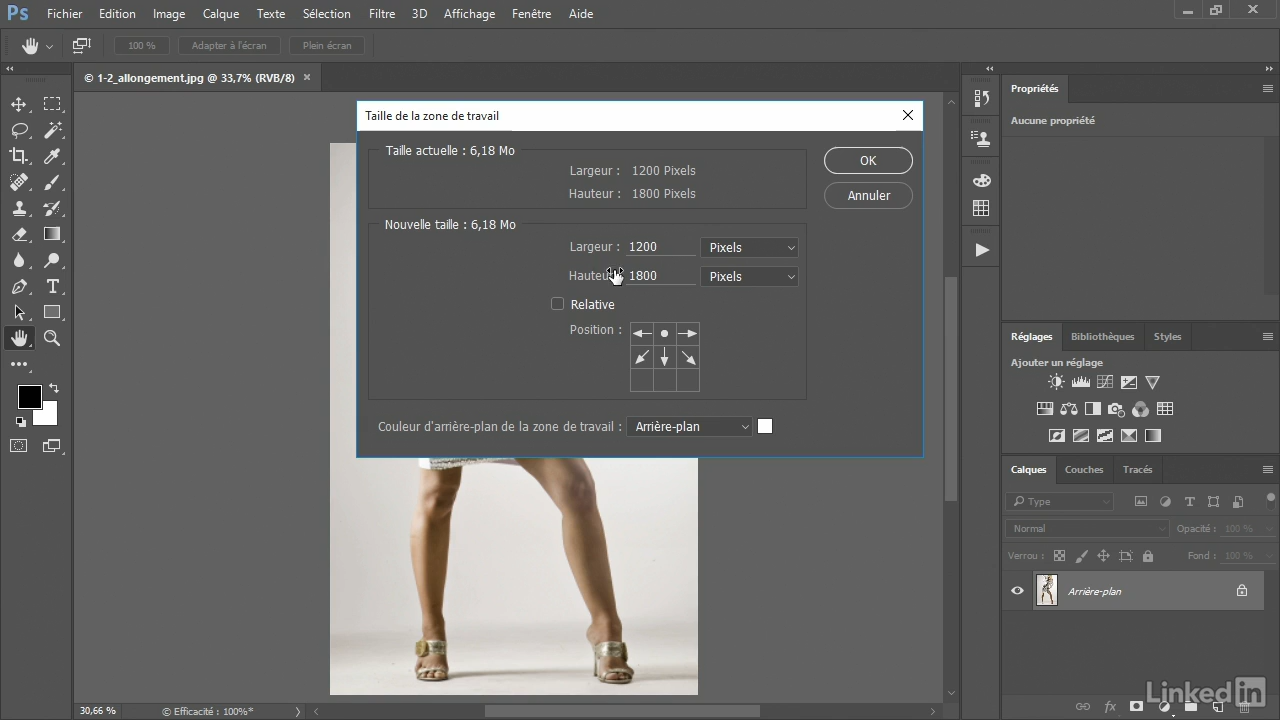 Ps Fichier Edition Image Calque Texte Sélection Filtre 3D Affichage Fenêtre Aide
100 % Adapter à l'écran Plein écran
© 1-2_allongement.jpg @ 33,7% (RVB/8) ×
Taille de la zone de travail
Taille actuelle : 6,18 Mo
Largeur : 1200 Pixels
Hauteur : 1800 Pixels
OK
Annuler
Nouvelle taille : 6,18 Mo
Largeur : 1200 Pixels
Hauteu 1800 Pixels
Relative
Position :
Couleur d'arrière-plan de la zone de travail : Arrière-plan
Propriétés
Aucune propriété
Réglages Bibliothèques Styles
Ajouter un réglage
Calques Couches Tracés
Type
Normal Opacité : 100 %
Verrou : Fond : 100 %
Arrière-plan
30,66 % © Efficacité : 100%*
fx
Linked in